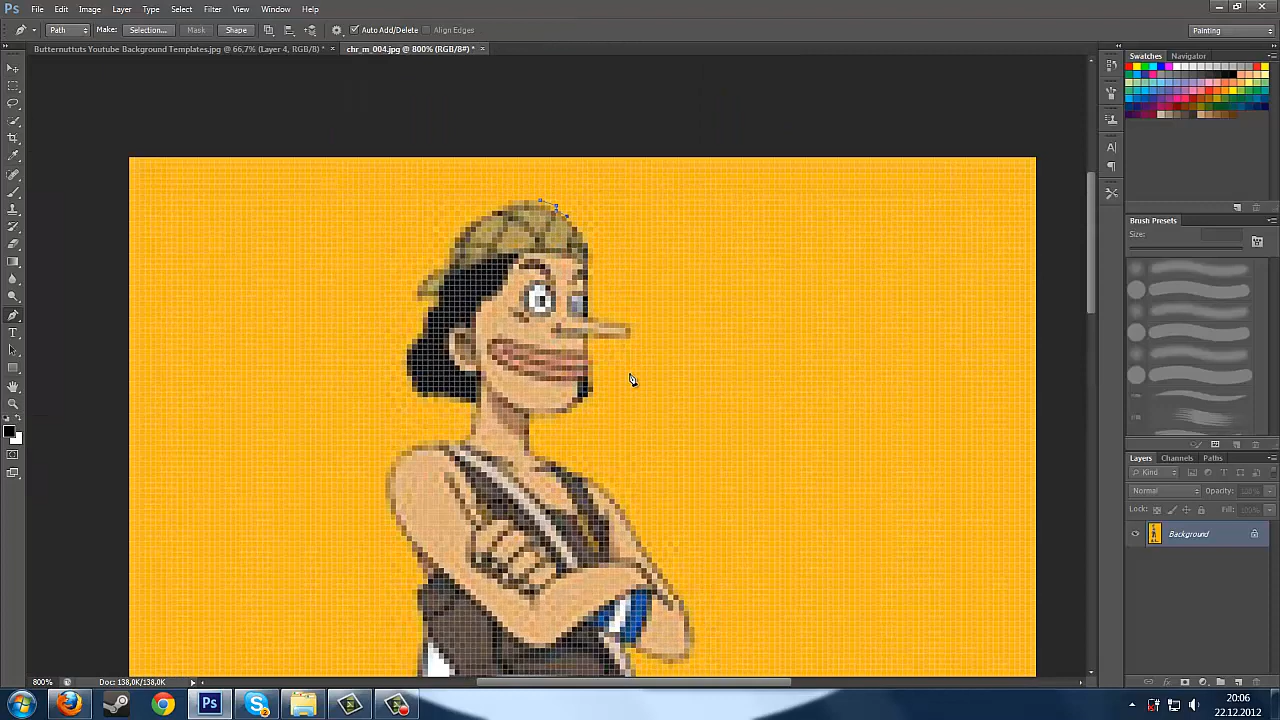 Ps File Edit Image Layer Type Select Filter View Window Help
Path Make: Selection... Mask Shape Auto Add/Delete Align Edges Painting
Butternuttuts Youtube Background Templates.jpg @ 66,7% (Layer 4, RGB/8) * × chr_m_004.jpg @ 800% (RGB/8#) * ×
Swatches Navigator
Brush Presets
Size:
Layers Channels Paths
Kind
Normal Opacity: 100%
Lock: Fill: 100%
Background
800% Doc: 138,0K/138,0K
Ps
20:06
22.12.2012